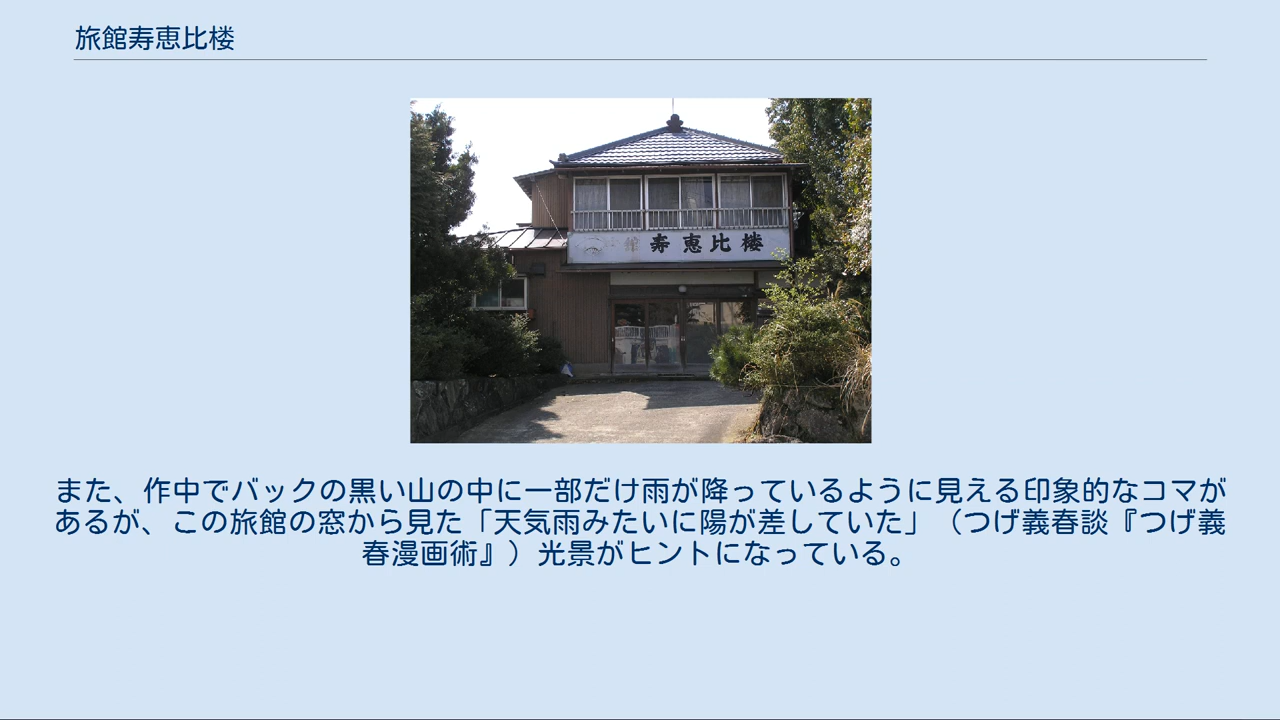 旅館寿恵比楼
館 寿恵比楼
また、作中でバックの黒い山の中に一部だけ雨が降っているように見える印象的なコマが
あるが、この旅館の窓から見た「天気雨みたいに陽が差していた」（つげ義春談『つげ義
春漫画術』）光景がヒントになっている。